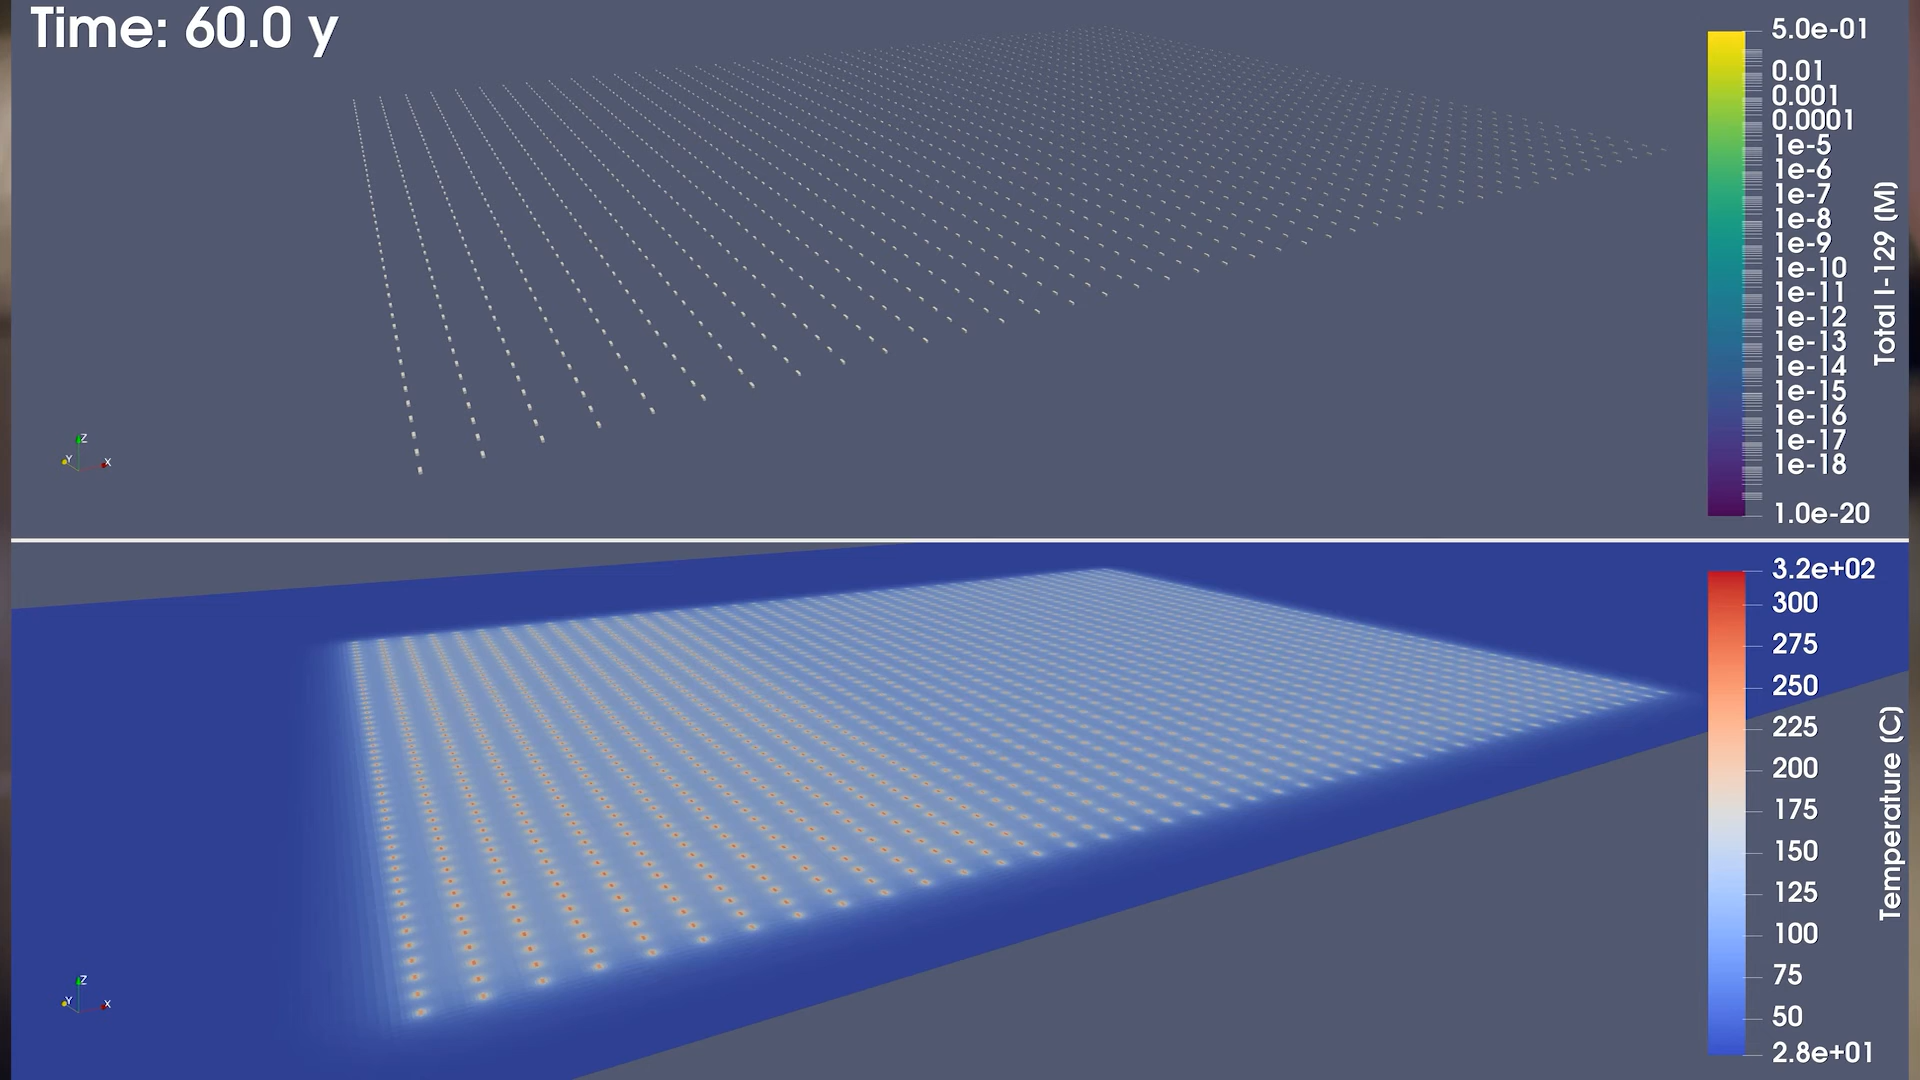 Time: 60.0 y
5.0e-01
0.01
0.001
0.0001
1e-5
1e-6
1e-7
1e-8
1e-9
1e-10
1e-11
1e-12
1e-13
1e-14
1e-15
1e-16
1e-17
1e-18
1.0e-20
Total I-129 (M)
Z
Y
X
3.2e+02
300
275
250
225
200
175
150
125
100
75
50
2.8e+01
Temperature (C)
Z
Y
X